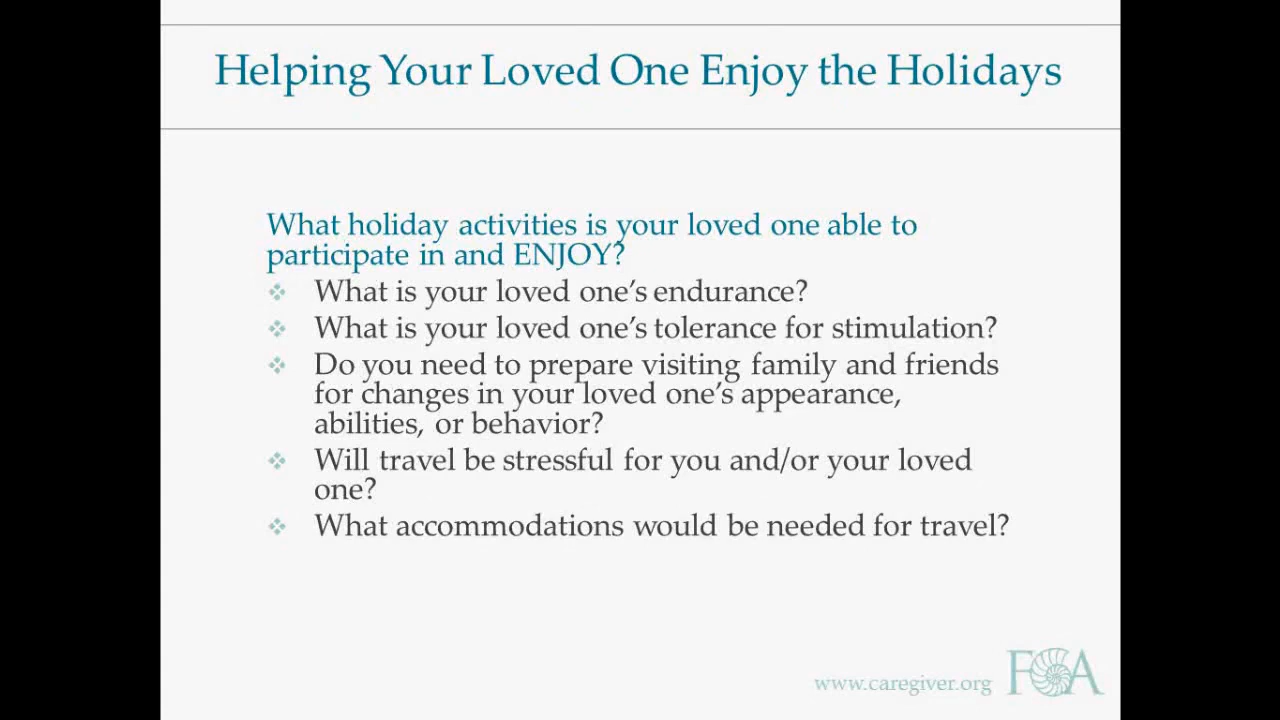 Helping Your Loved One Enjoy the Holidays
What holiday activities is your loved one able to
participate in and ENJOY?
What is your loved one's endurance?
What is your loved one's tolerance for stimulation?
Do you need to prepare visiting family and friends
for changes in your loved one's appearance,
abilities, or behavior?
Will travel be stressful for you and/or your loved
one?
What accommodations would be needed for travel?
www.caregiver.org FCA